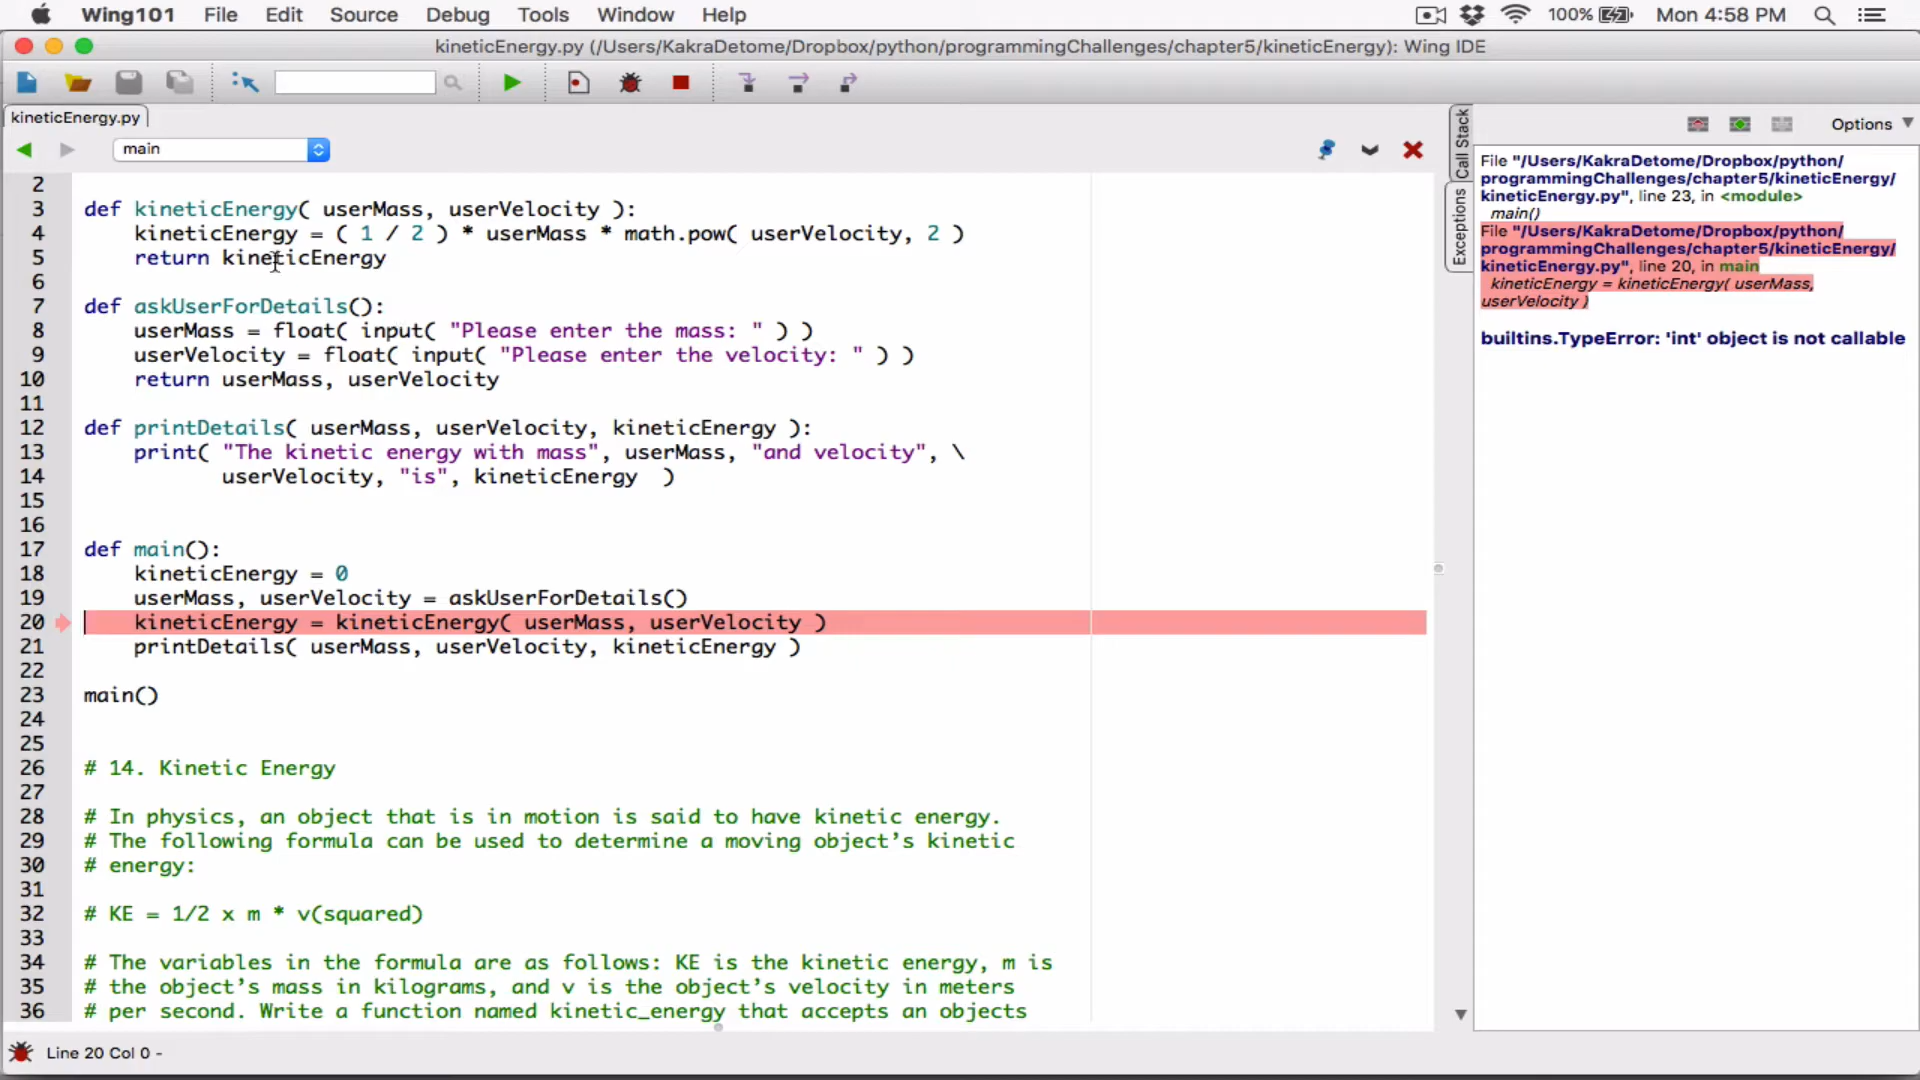 Wing101 File Edit Source Debug Tools Window Help 100% Mon 4:58 PM
kineticEnergy.py (/Users/KakraDetome/Dropbox/python/programmingChallenges/chapter5/kineticEnergy): Wing IDE
kineticEnergy.py
main
2
3 def kineticEnergy( userMass, userVelocity ):
4 kineticEnergy = ( 1 / 2 ) * userMass * math.pow( userVelocity, 2 )
5 return kineticEnergy
6
7 def askUserForDetails():
8 userMass = float( input( "Please enter the mass: " ) )
9 userVelocity = float( input( "Please enter the velocity: " ) )
10 return userMass, userVelocity
11
12 def printDetails( userMass, userVelocity, kineticEnergy ):
13 print( "The kinetic energy with mass", userMass, "and velocity", \
14 userVelocity, "is", kineticEnergy  )
15
16
17 def main():
18 kineticEnergy = 0
19 userMass, userVelocity = askUserForDetails()
20 kineticEnergy = kineticEnergy( userMass, userVelocity )
21 printDetails( userMass, userVelocity, kineticEnergy )
22
23 main()
24
25
26 # 14. Kinetic Energy
27
28 # In physics, an object that is in motion is said to have kinetic energy.
29 # The following formula can be used to determine a moving object’s kinetic
30 # energy:
31
32 # KE = 1/2 x m * v(squared)
33
34 # The variables in the formula are as follows: KE is the kinetic energy, m is
35 # the object’s mass in kilograms, and v is the object’s velocity in meters
36 # per second. Write a function named kinetic_energy that accepts an objects
Line 20 Col 0 -
Call Stack
Exceptions
Options
File "/Users/KakraDetome/Dropbox/python/
programmingChallenges/chapter5/kineticEnergy/
kineticEnergy.py", line 23, in <module>
main()
File "/Users/KakraDetome/Dropbox/python/
programmingChallenges/chapter5/kineticEnergy/
kineticEnergy.py", line 20, in main
kineticEnergy = kineticEnergy( userMass,
userVelocity )
builtins.TypeError: 'int' object is not callable